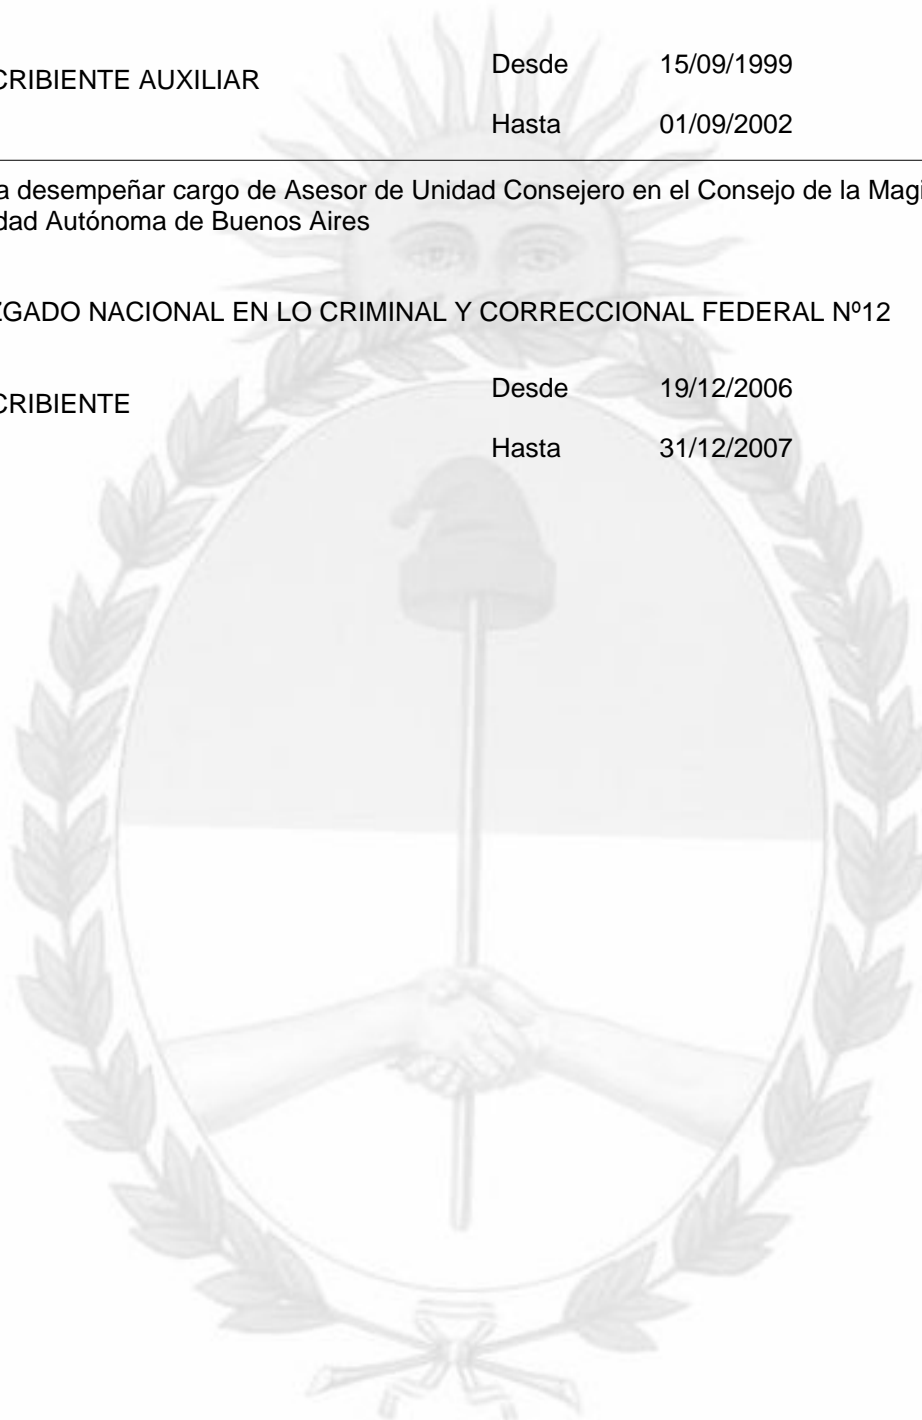 CRIBIENTE AUXILIAR
Desde 15/09/1999
Hasta 01/09/2002
a desempeñar cargo de Asesor de Unidad Consejero en el Consejo de la Magi
dad Autónoma de Buenos Aires
ZGADO NACIONAL EN LO CRIMINAL Y CORRECCIONAL FEDERAL Nº12
CRIBIENTE
Desde 19/12/2006
Hasta 31/12/2007